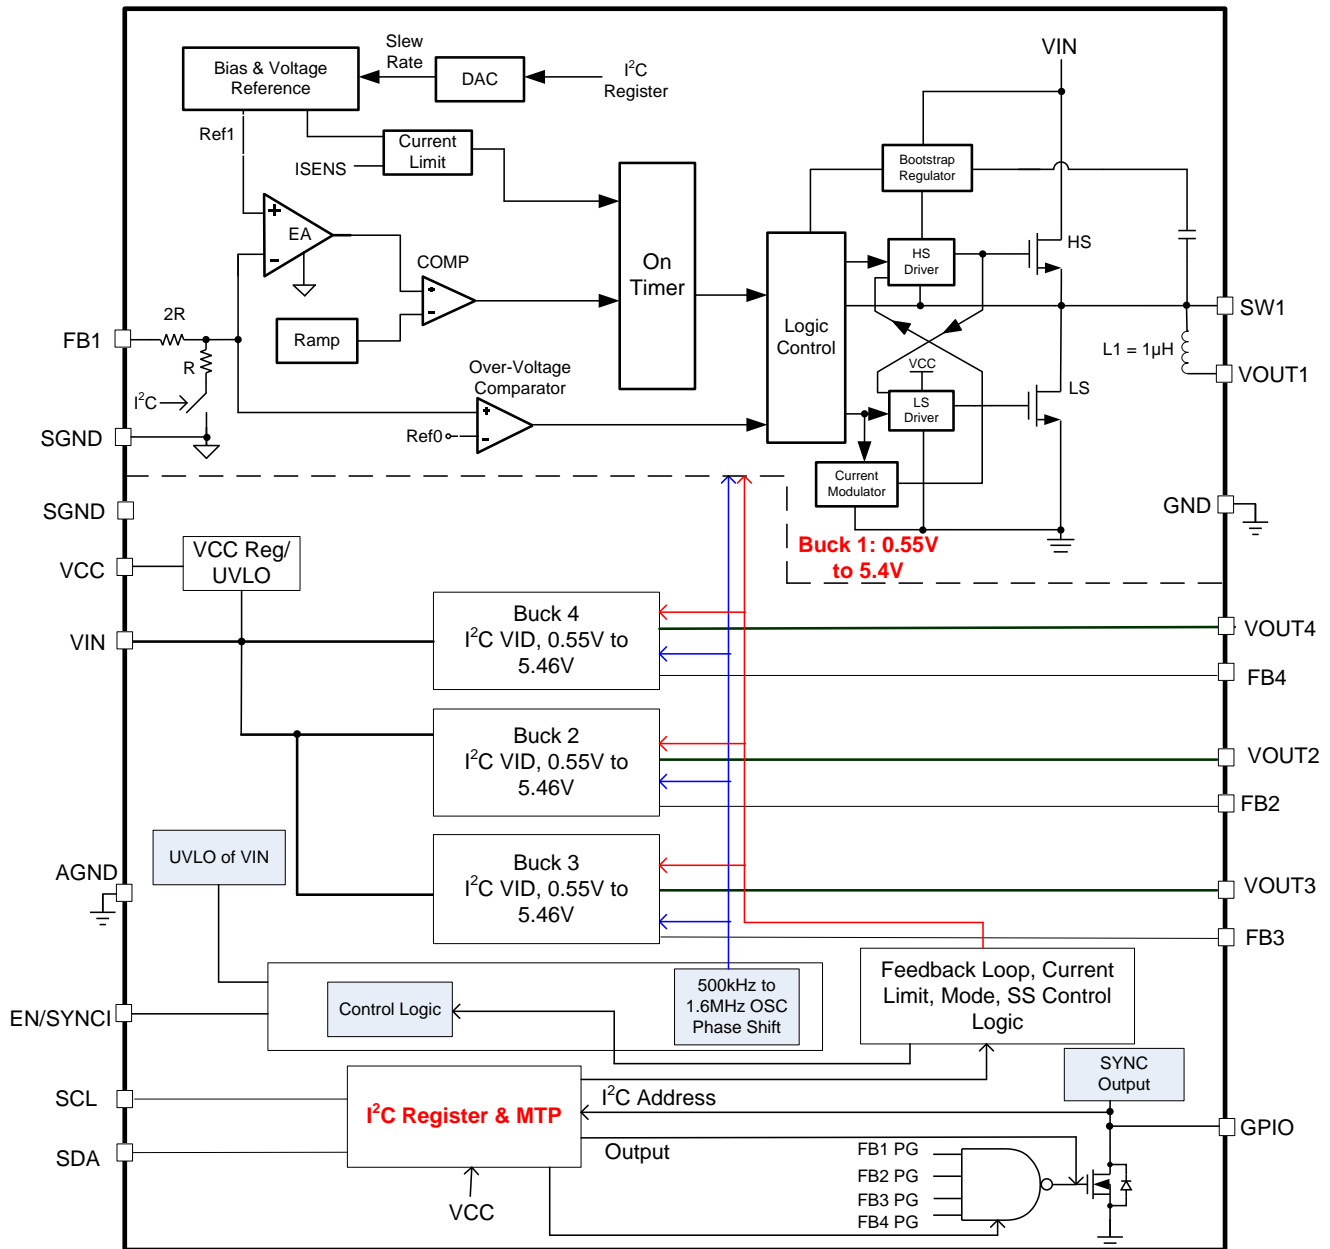 Bias & Voltage
Reference
Slew
Rate
DAC
I²C
Register
VIN
Ref1
ISENS
Current
Limit
Bootstrap
Regulator
+
EA
-
COMP
+
-
On
Timer
HS
Driver
HS
2R
FB1
R
I²C
SGND
Ramp
Over-Voltage
Comparator
+
Ref0
-
Logic
Control
VCC
LS
Driver
LS
SW1
L1 = 1µH
VOUT1
Current
Modulator
GND
SGND
VCC
VCC Reg/
UVLO
Buck 1: 0.55V
to 5.4V
VIN
Buck 4
I²C VID, 0.55V to
5.46V
VOUT4
FB4
Buck 2
I²C VID, 0.55V to
5.46V
VOUT2
FB2
UVLO of VIN
AGND
Buck 3
I²C VID, 0.55V to
5.46V
VOUT3
FB3
EN/SYNCI
Control Logic
500kHz to
1.6MHz OSC
Phase Shift
Feedback Loop, Current
Limit, Mode, SS Control
Logic
SYNC
Output
SCL
SDA
I²C Register & MTP
I²C Address
Output
VCC
FB1 PG
FB2 PG
FB3 PG
FB4 PG
GPIO